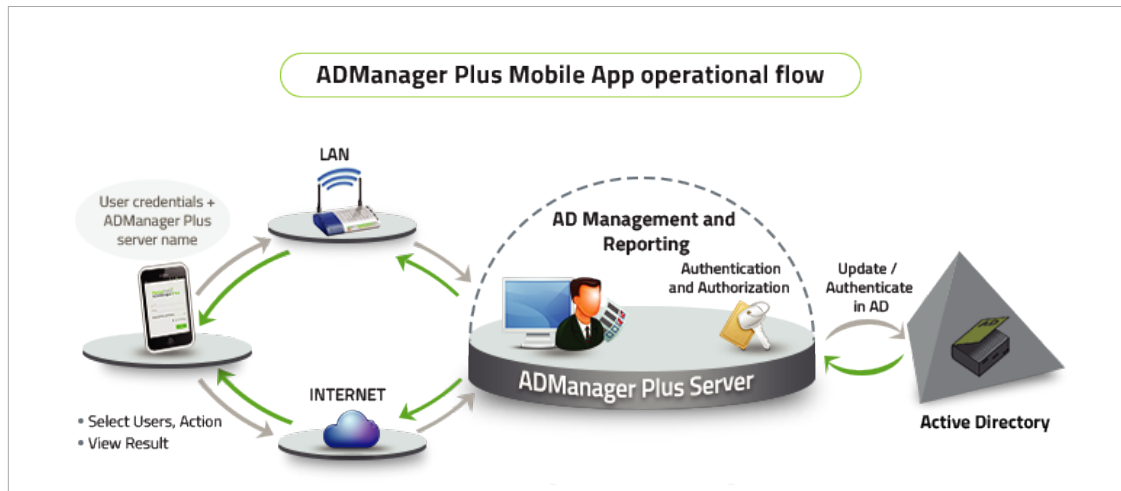 ADManager Plus Mobile App operational flow
LAN
User credentials +
ADManager Plus
server name
AD Management and
Reporting
Authentication
and Authorization
Update /
Authenticate
in AD
AD
ADManager Plus Server
INTERNET
Active Directory
• Select Users, Action
• View Result